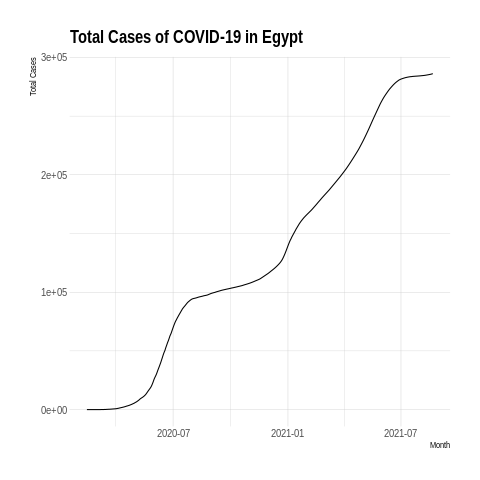 Total Cases of COVID-19 in Egypt
Total Cases
3e+05
2e+05
1e+05
0e+00
2020-07 2021-01 2021-07
Month